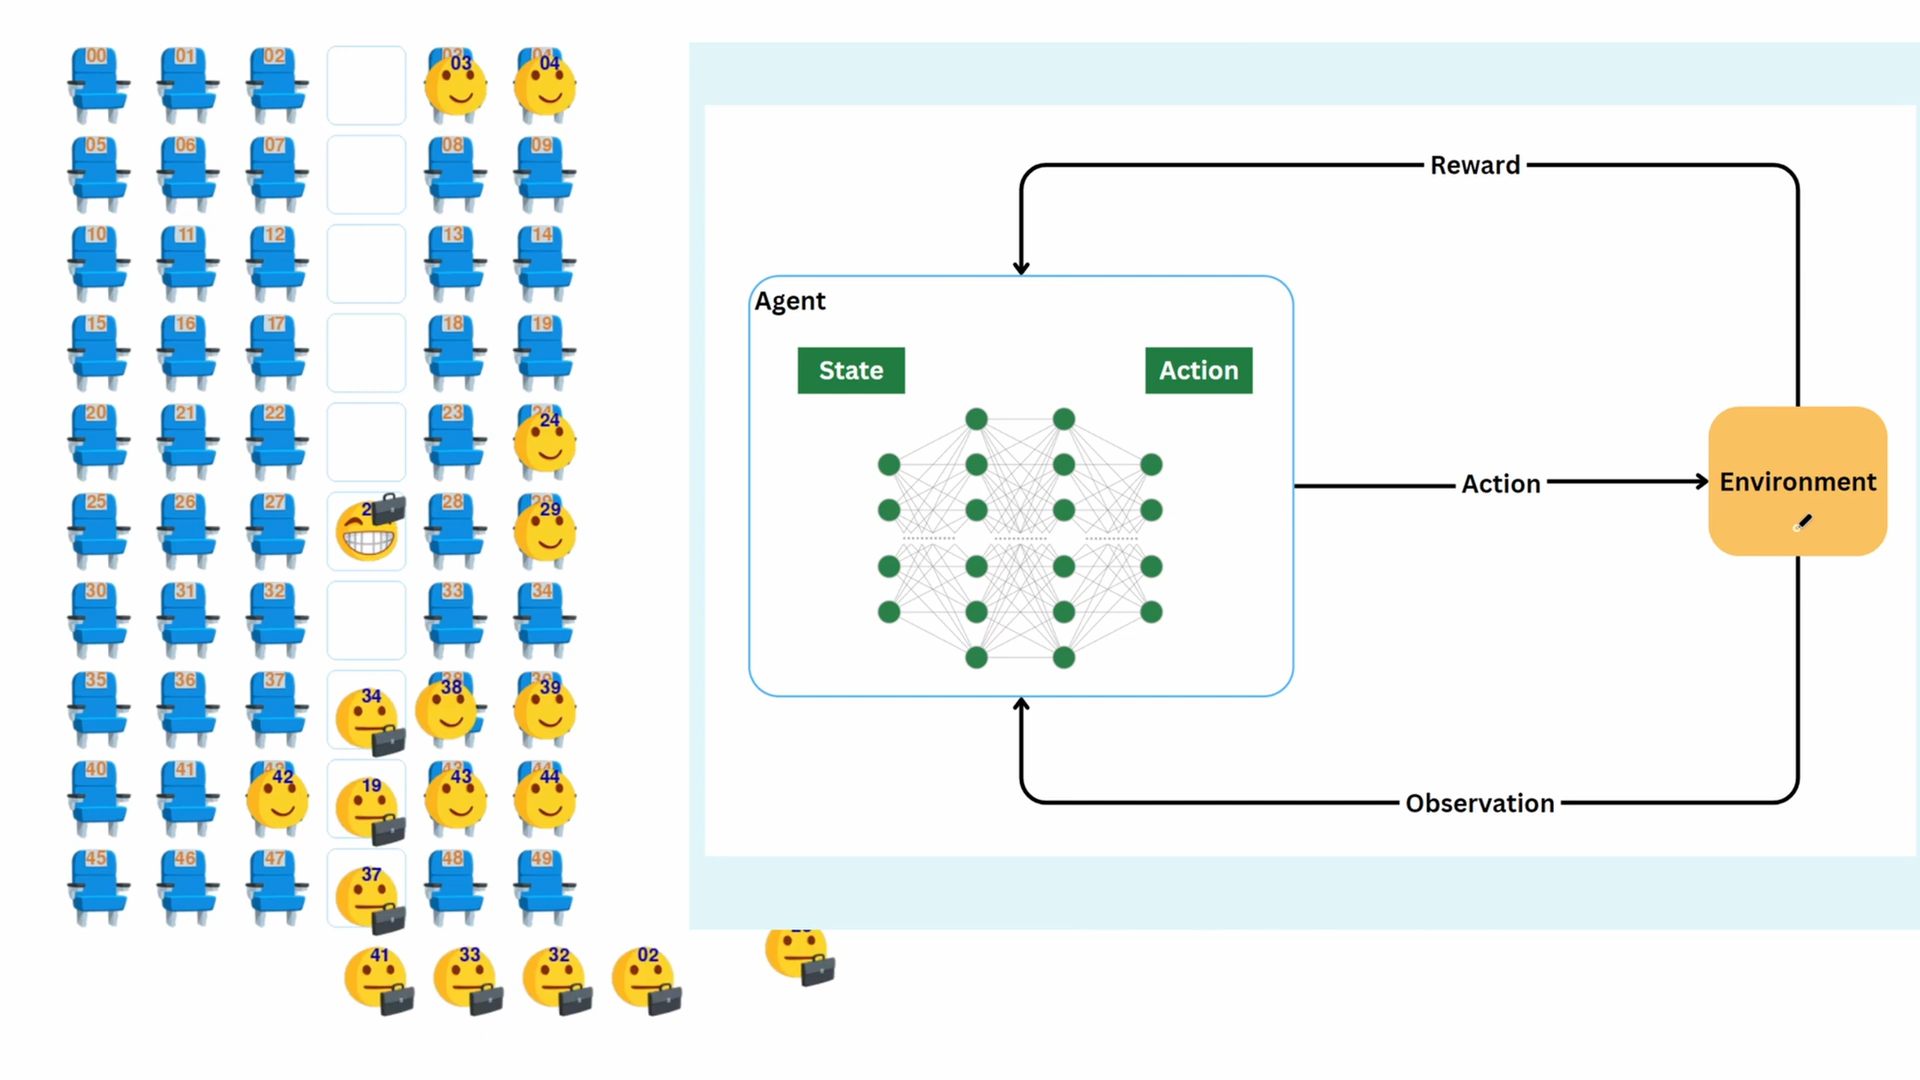 00 01 02 03 03 04 04
05 06 07 08 09
10 11 12 13 14
15 16 17 18 19
20 21 22 23 24
25 26 27 28 29
30 31 32 33 34
35 36 37 34 38 39
40 41 42 19 43 44
45 46 47 37 48 49
41 33 32 02
Reward
Agent
State
Action
Action
Environment
Observation